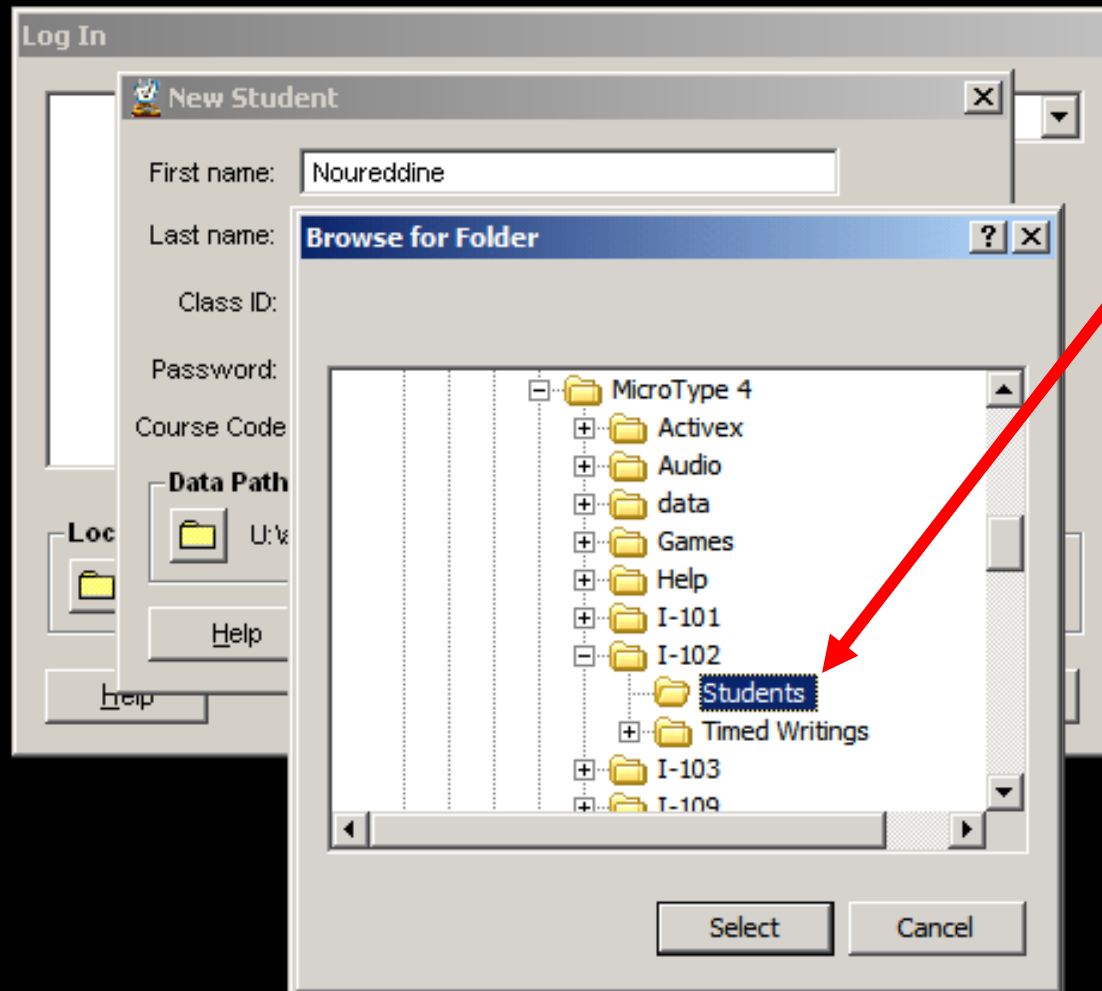 Log In
New Student
First name: Noureddine
Last name:
Browse for Folder
Class ID:
Password:
MicroType 4
Activex
Course Code
Audio
Data Path
data
Loc
U:\
Games
Help
I-101
Help
I-102
Students
Help
Timed Writings
I-103
I-109
Select
Cancel